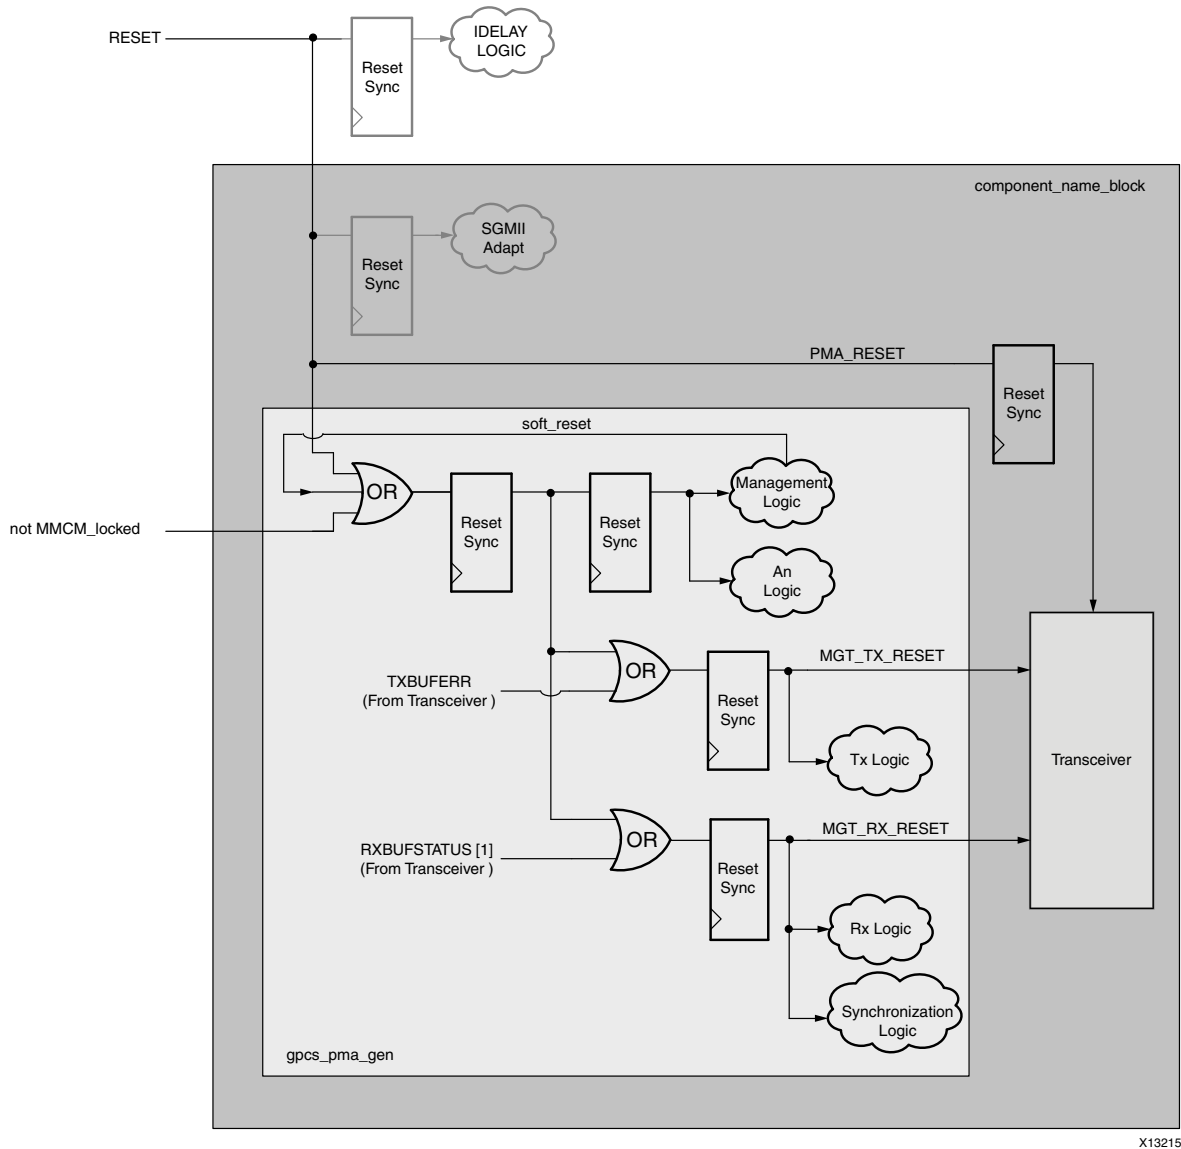 RESET
Reset
Sync
IDELAY
LOGIC
component_name_block
Reset
Sync
SGMII
Adapt
PMA_RESET
Reset
Sync
soft_reset
OR
Reset
Sync
Reset
Sync
Management
Logic
not MMCM_locked
An
Logic
TXBUFERR
(From Transceiver )
OR
Reset
Sync
MGT_TX_RESET
Tx Logic
Transceiver
RXBUFSTATUS [1]
(From Transceiver )
OR
Reset
Sync
MGT_RX_RESET
Rx Logic
Synchronization
Logic
gpcs_pma_gen
X13215